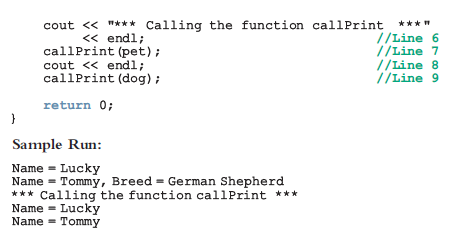 cout << "*** Calling the function callPrint ***"
<< endl; //Line 6
callPrint(pet); //Line 7
cout << endl; //Line 8
callPrint(dog); //Line 9
return 0;
}
Sample Run:
Name = Lucky
Name = Tommy, Breed = German Shepherd
*** Calling the function callPrint ***
Name = Lucky
Name = Tommy